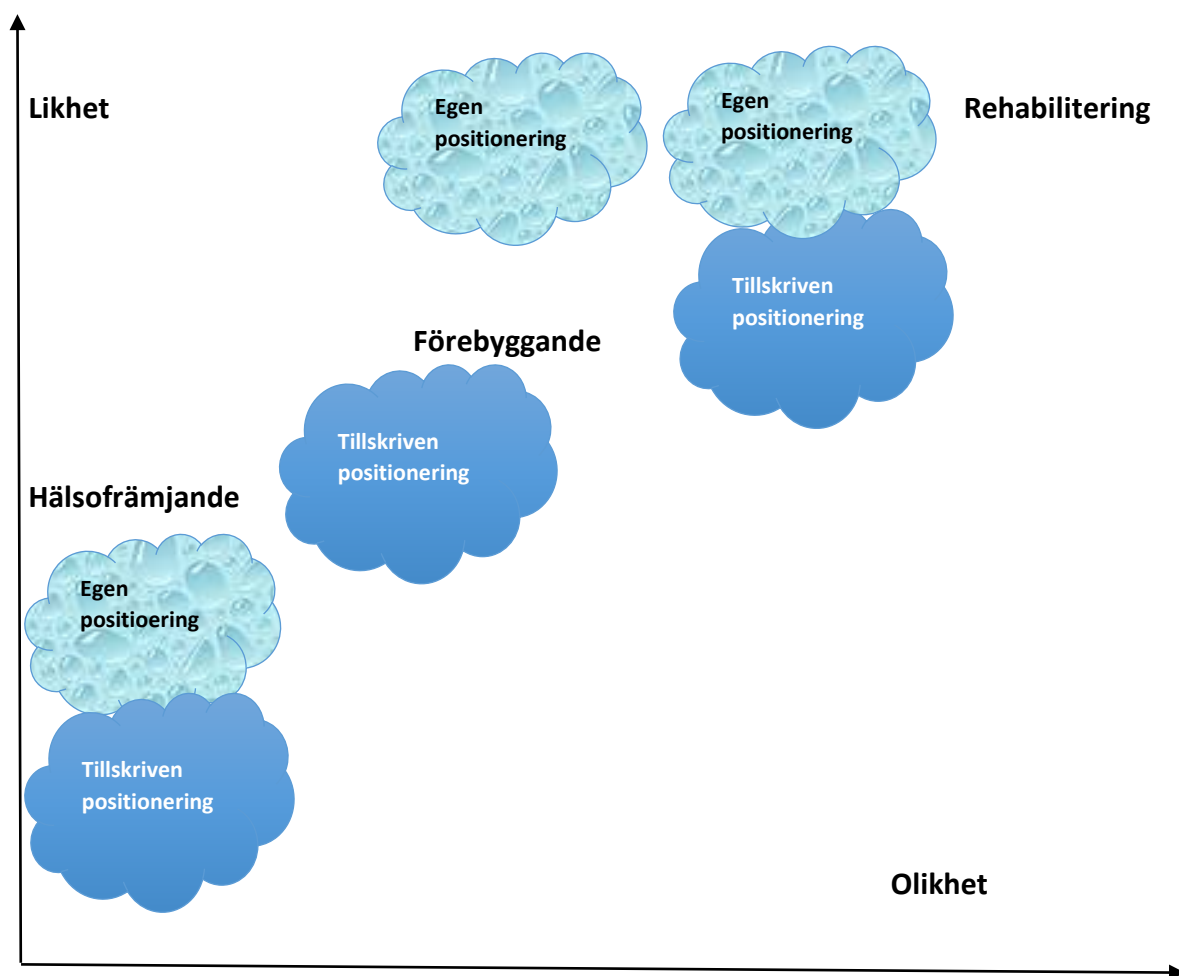 Likhet
Egen
positionering
Egen
positionering
Rehabilitering
Tillskriven
positionering
Förebyggande
Tillskriven
positionering
Hälsofrämjande
Egen
positioering
Tillskriven
positionering
Olikhet